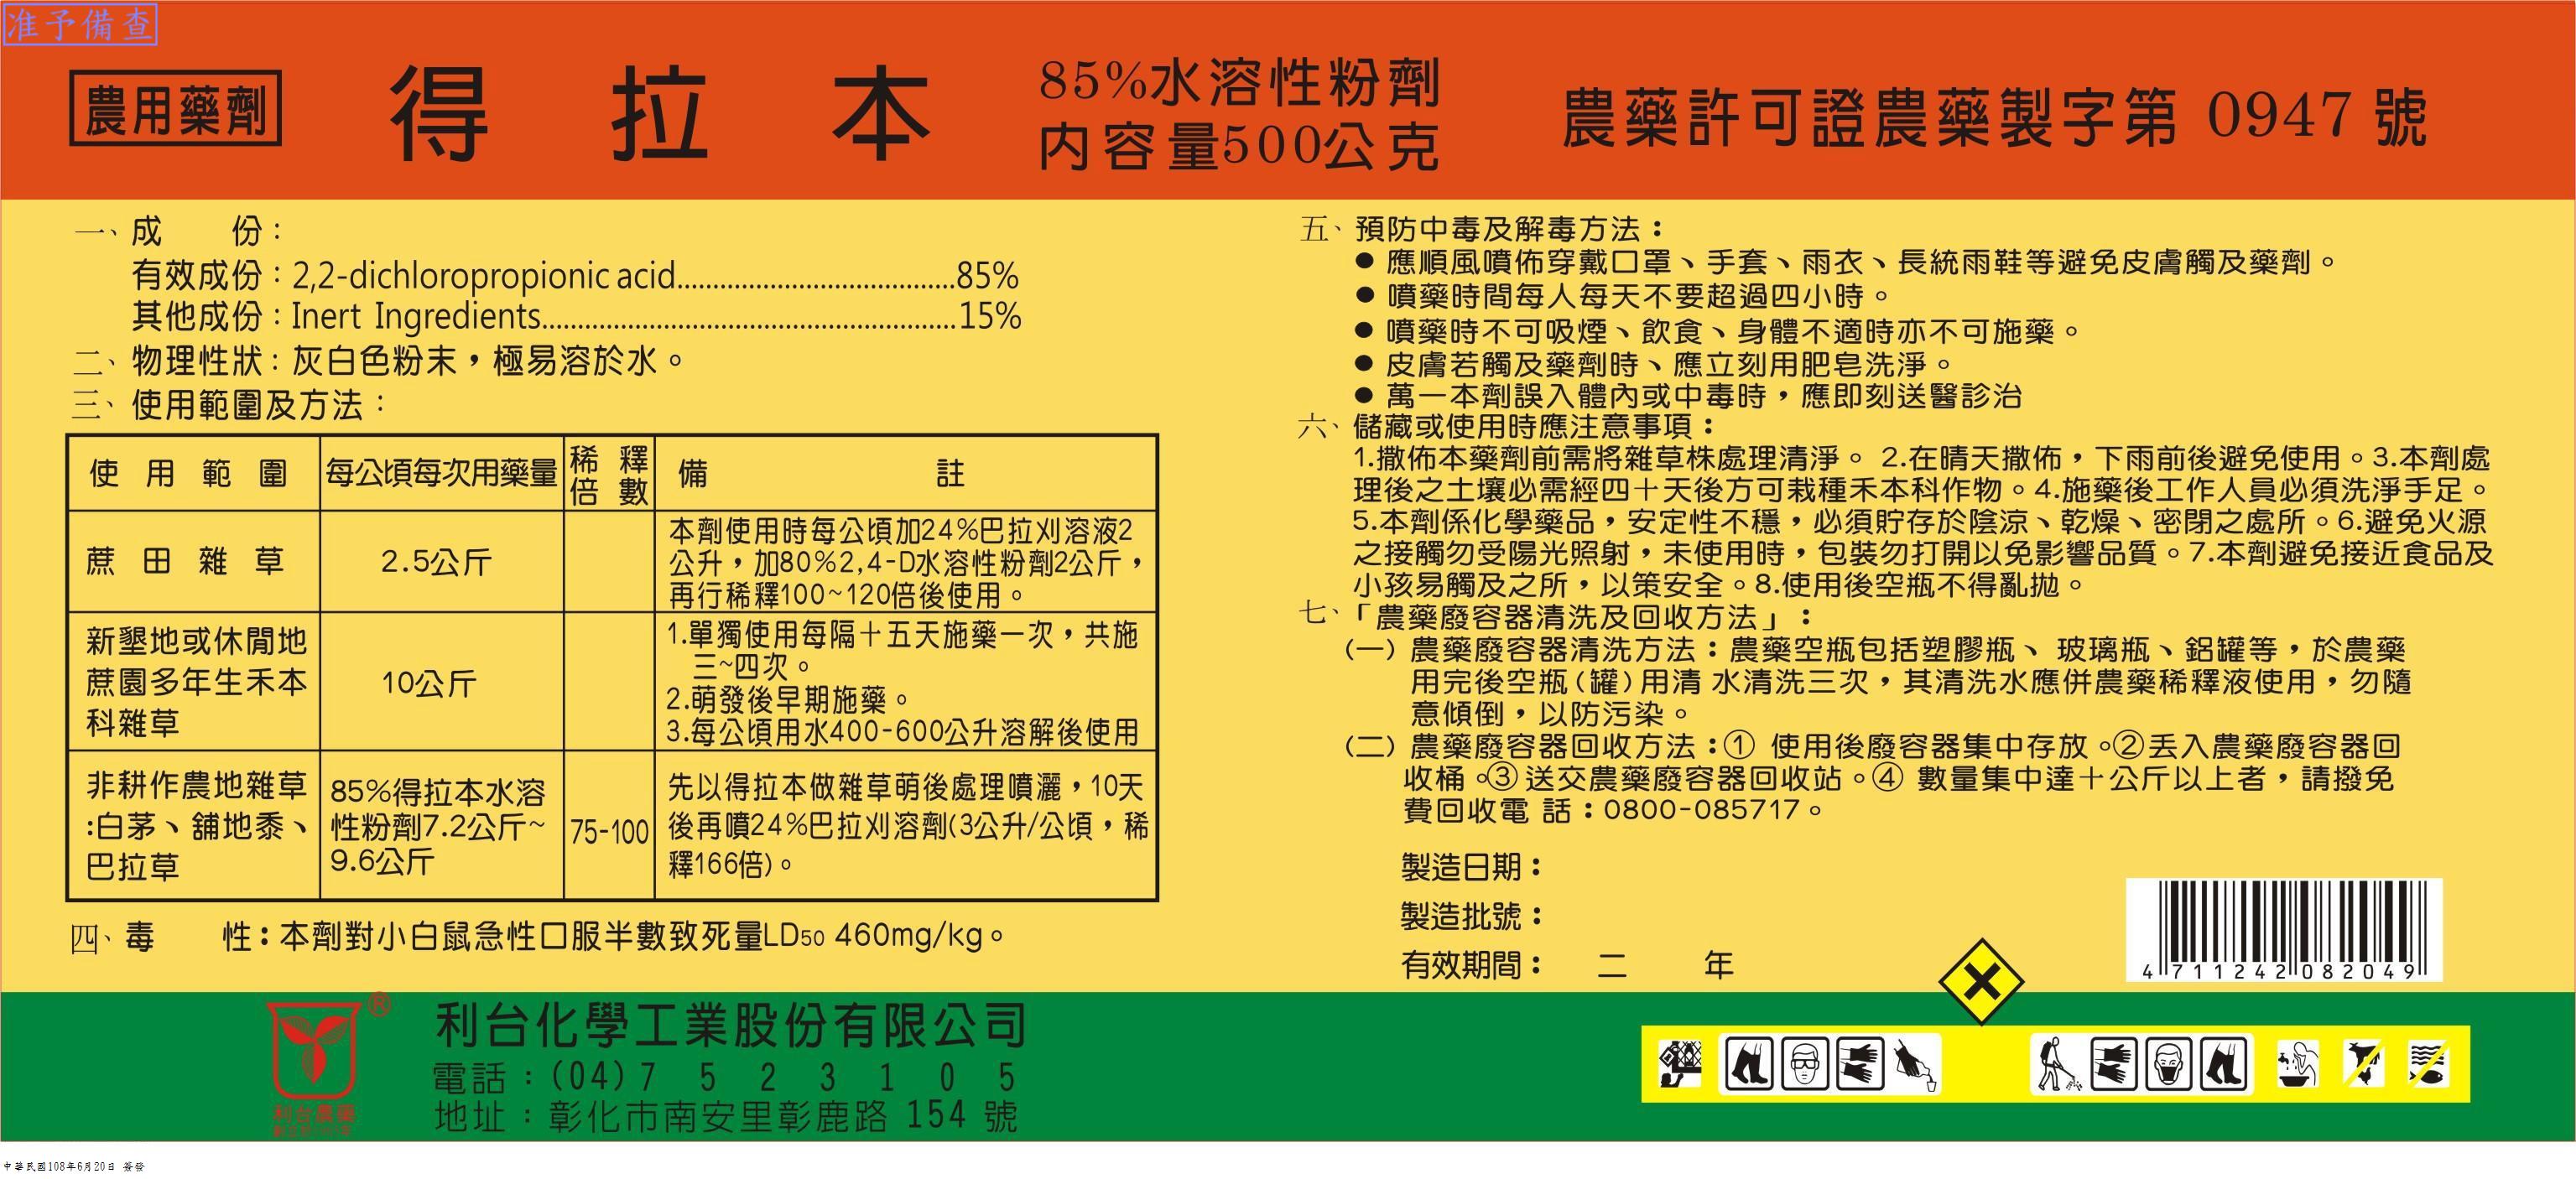 准予備查
農用藥劑
得拉本
85%水溶性粉劑
內容量500公克
農藥許可證農藥製字第 0947 號
一、成 份：
有效成份：2,2-dichloropropionic acid......................................85%
其他成份：Inert Ingredients.........................................................15%
二、物理性狀：灰白色粉末，極易溶於水。
三、使用範圍及方法：
使用範圍 每公頃每次用藥量 稀釋倍數 備註
蔗田雜草 2.5公斤
本劑使用時每公頃加24%巴拉刈溶液2
公升，加80%2,4-D水溶性粉劑2公斤，
再行稀釋100~120倍後使用。
新墾地或休閒地
蔗園多年生禾本
科雜草
10公斤
1.單獨使用每隔十五天施藥一次，共施
三~四次。
2.萌發後早期施藥。
3.每公頃用水400-600公升溶解後使用
非耕作農地雜草
:白茅、舖地黍、
巴拉草
85%得拉本水溶
性粉劑7.2公斤~
9.6公斤
75-100
先以得拉本做雜草萌後處理噴灑，10天
後再噴24%巴拉刈溶劑(3公升/公頃，稀
釋166倍)。
四、毒 性：本劑對小白鼠急性口服半數致死量LD50 460mg/kg。
五、預防中毒及解毒方法：
● 應順風噴佈穿戴口罩、手套、雨衣、長統雨鞋等避免皮膚觸及藥劑。
● 噴藥時間每人每天不要超過四小時。
● 噴藥時不可吸煙、飲食、身體不適時亦不可施藥。
● 皮膚若觸及藥劑時、應立刻用肥皂洗淨。
● 萬一本劑誤入體內或中毒時，應即刻送醫診治
六、儲藏或使用時應注意事項：
1.撒佈本藥劑前需將雜草株處理清淨。 2.在晴天撒佈，下雨前後避免使用。3.本劑處
理後之土壤必需經四十天後方可栽種禾本科作物。4.施藥後工作人員必須洗淨手足。
5.本劑係化學藥品，安定性不穩，必須貯存於陰涼、乾燥、密閉之處所。6.避免火源
之接觸勿受陽光照射，未使用時，包裝勿打開以免影響品質。7.本劑避免接近食品及
小孩易觸及之所，以策安全。8.使用後空瓶不得亂拋。
七、「農藥廢容器清洗及回收方法」：
(一) 農藥廢容器清洗方法：農藥空瓶包括塑膠瓶、 玻璃瓶、鋁罐等，於農藥
用完後空瓶(罐)用清 水清洗三次，其清洗水應併農藥稀釋液使用，勿隨
意傾倒，以防污染。
(二) 農藥廢容器回收方法：① 使用後廢容器集中存放。②丟入農藥廢容器回
收桶。③送交農藥廢容器回收站。④ 數量集中達十公斤以上者，請撥免
費回收電 話：0800-085717。
製造日期：
製造批號：
有效期間： 二 年
4 711242 082049
®
利台農藥
利台化學工業股份有限公司
電話：(04)7 5 2 3 1 0 5
地址：彰化市南安里彰鹿路 154 號
中華民國108年6月20日 簽發